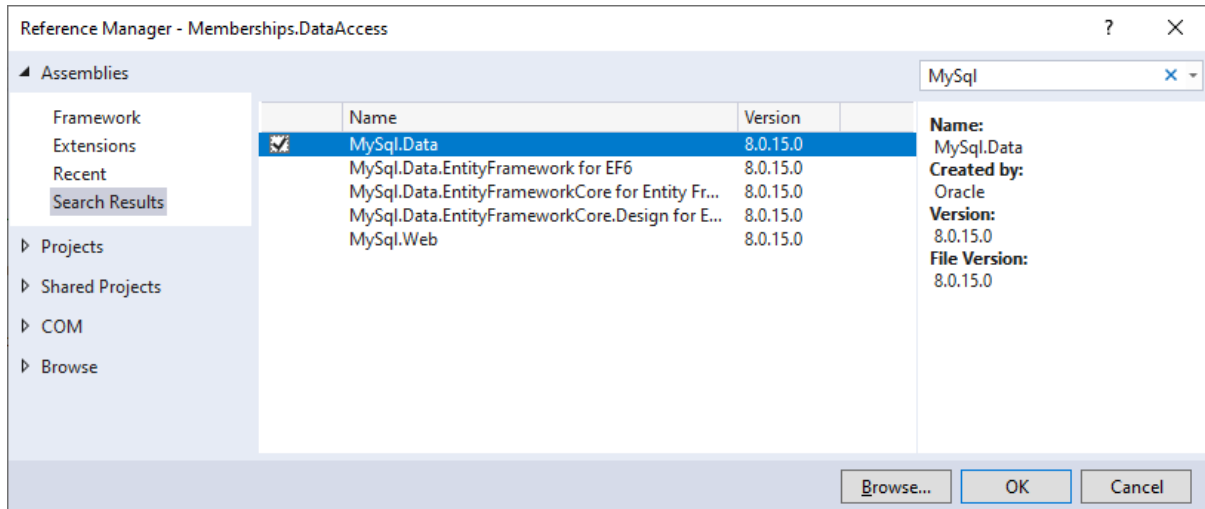 Reference Manager - Memberships.DataAccess
?
Assemblies
MySql
Framework
Extensions
Recent
Search Results
Projects
Shared Projects
COM
Browse
Name Version
MySql.Data 8.0.15.0
MySql.Data.EntityFramework for EF6 8.0.15.0
MySql.Data.EntityFrameworkCore for Entity Fr... 8.0.15.0
MySql.Data.EntityFrameworkCore.Design for E... 8.0.15.0
MySql.Web 8.0.15.0
Name:
MySql.Data
Created by:
Oracle
Version:
8.0.15.0
File Version:
8.0.15.0
Browse... OK Cancel